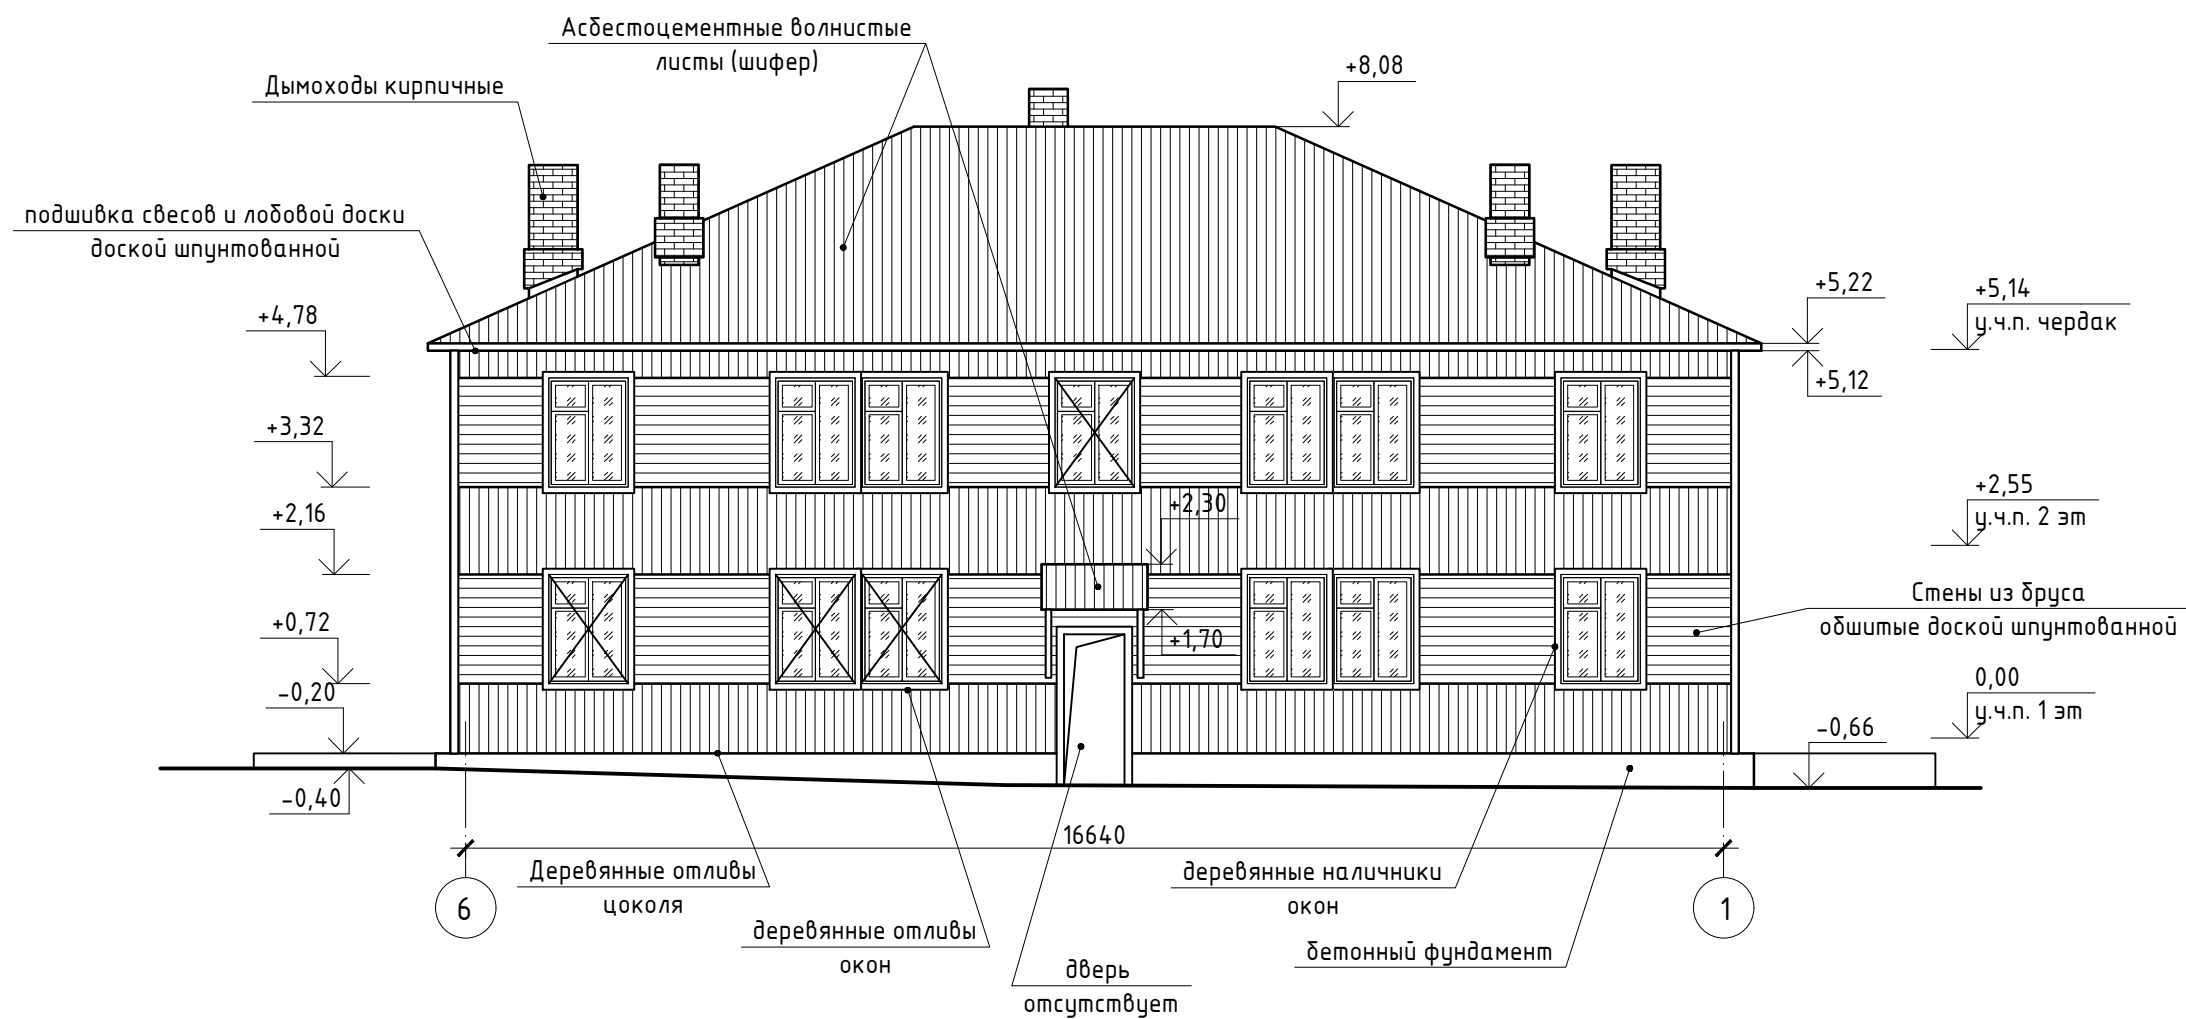 Асбестоцементные волнистые
листы (шифер)
+8,08
Дымоходы кирпичные
подшивка свесов и лобовой доски
доской шпунтованной
+4,78
+5,22
+5,14
у.ч.п. чердак
+5,12
+3,32
+2,16
+2,30
+2,55
у.ч.п. 2 эт
Стены из бруса
обшитые доской шпунтованной
+0,72
+1,70
-0,20
0,00
у.ч.п. 1 эт
-0,66
-0,40
16640
Деревянные отливы
цоколя
деревянные наличники
окон
6
1
деревянные отливы
окон
бетонный фундамент
дверь
отсутствует